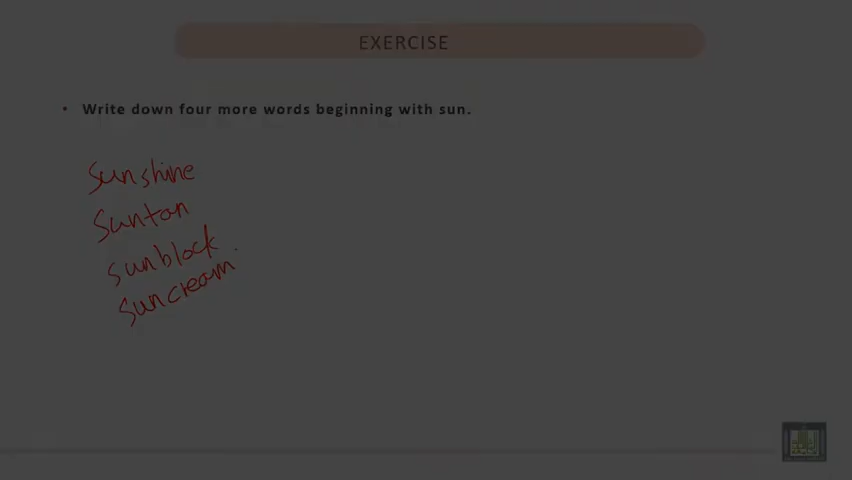 EXERCISE
• Write down four more words beginning with sun.
Sunshine
Suntan
sunblock
suncream